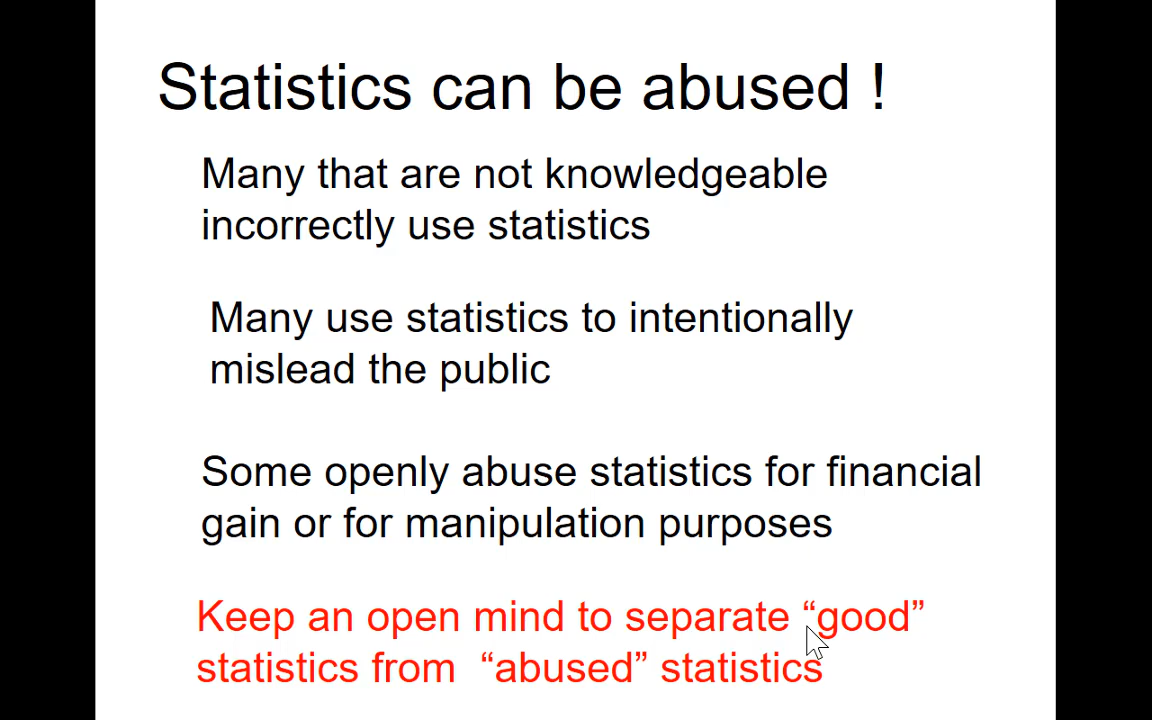 Statistics can be abused !
Many that are not knowledgeable
incorrectly use statistics
Many use statistics to intentionally
mislead the public
Some openly abuse statistics for financial
gain or for manipulation purposes
Keep an open mind to separate “good”
statistics from “abused” statistics